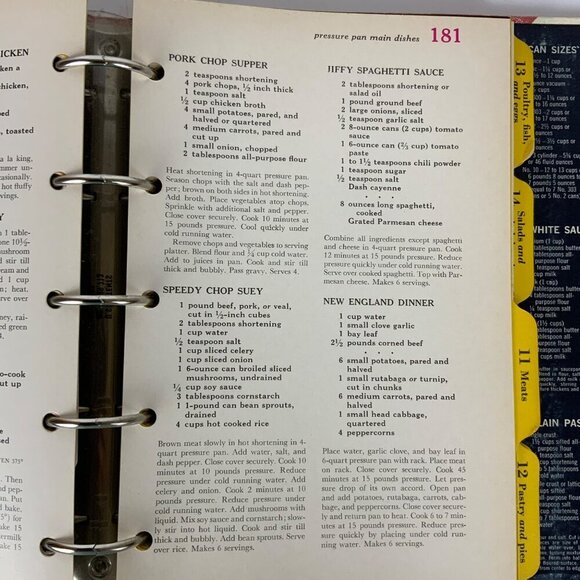 pressure pan main dishes 181
PORK CHOP SUPPER
2 teaspoons shortening
4 pork chops, ½ inch thick
1 teaspoon salt
½ cup chicken broth
4 small potatoes, pared, and
halved or quartered
4 medium carrots, pared and
cut up
1 small onion, chopped
2 tablespoons all-purpose flour
Heat shortening in 4-quart pressure pan.
Season chops with the salt and dash pep-
per; brown on both sides in hot shortening.
Add broth. Place vegetables atop chops.
Sprinkle with additional salt and pepper.
Close cover securely. Cook 10 minutes at
15 pounds pressure. Cool quickly under
cold running water.
Remove chops and vegetables to serving
platter. Blend flour and ¼ cup cold water.
Add to juices in pan. Cook and stir till
thick and bubbly. Pass gravy. Serves 4.
SPEEDY CHOP SUEY
1 pound beef, pork, or veal,
cut in ½-inch cubes
2 tablespoons shortening
1 cup water
½ teaspoon salt
1 cup sliced celery
1 cup sliced onion
1 6-ounce can broiled sliced
mushrooms, undrained
¼ cup soy sauce
3 tablespoons cornstarch
1 1-pound can bean sprouts,
drained
4 cups hot cooked rice
Brown meat slowly in hot shortening in 4-
quart pressure pan. Add water, salt, and
dash pepper. Close cover securely. Cook 10
minutes at 10 pounds pressure. Reduce
pressure under cold running water. Add
celery and onion. Cook 2 minutes at 10
pounds pressure. Reduce pressure under
cold running water. Add mushrooms with
liquid. Mix soy sauce and cornstarch; slow-
ly stir into hot liquid. Cook and stir till
thick and bubbly. Add bean sprouts. Serve
over rice. Makes 6 servings.
JIFFY SPAGHETTI SAUCE
2 tablespoons shortening or
salad oil
1 pound ground beef
2 large onions, sliced
½ teaspoon garlic salt
2 8-ounce cans (2 cups) tomato
sauce
1 6-ounce can (⅔ cup) tomato
paste
1 to 1½ teaspoons chili powder
1 teaspoon sugar
½ teaspoon salt
Dash cayenne
8 ounces long spaghetti,
cooked
Grated Parmesan cheese
Combine all ingredients except spaghetti
and cheese in 4-quart pressure pan. Cook
12 minutes at 15 pounds pressure. Reduce
pressure quickly under cold running water.
Serve over cooked spaghetti. Top with Par-
mesan cheese. Makes 6 servings.
NEW ENGLAND DINNER
1 cup water
1 small clove garlic
1 bay leaf
2½ pounds corned beef
6 small potatoes, pared and
halved
1 small rutabaga or turnip,
cut in chunks
6 medium carrots, pared and
halved
1 small head cabbage,
quartered
4 peppercorns
Place water, garlic clove, and bay leaf in
6-quart pressure pan with rack. Place meat
on rack. Close cover securely. Cook 45
minutes at 15 pounds pressure. Let pres-
sure drop of its own accord. Open pan
and add potatoes, rutabaga, carrots, cab-
bage, and peppercorns. Close cover secure-
ly and return pan to heat. Cook 6 to 7 min-
utes at 15 pounds pressure. Reduce pres-
sure quickly by placing under cold run-
ning water. Makes 6 servings.
13 Poultry, fish,
and eggs
14 Salads and
11 Meats
12 Pastry and pies
CAN SIZES
WHITE SAU